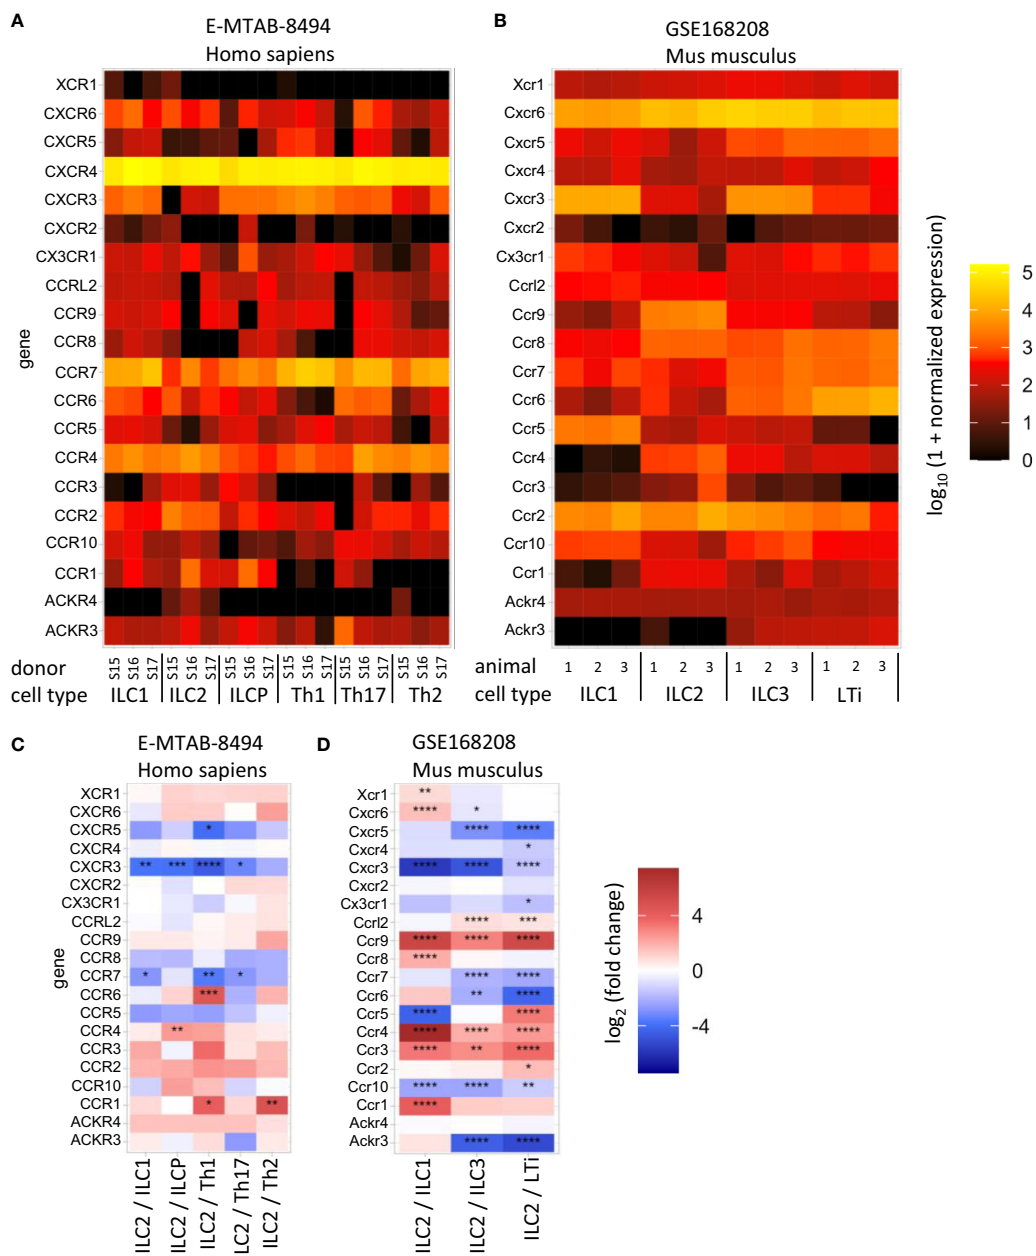 A
E-MTAB-8494
Homo sapiens
XCR1
CXCR6
CXCR5
CXCR4
CXCR3
CXCR2
CX3CR1
CCRL2
CCR9
CCR8
CCR7
CCR6
CCR5
CCR4
CCR3
CCR2
CCR10
CCR1
ACKR4
ACKR3
gene
donor S15 S16 S17 S15 S16 S17 S15 S16 S17 S15 S16 S17 S15 S16 S17 S15 S16 S17
cell type ILC1 ILC2 ILCP Th1 Th17 Th2
B
GSE168208
Mus musculus
Xcr1
Cxcr6
Cxcr5
Cxcr4
Cxcr3
Cxcr2
Cx3cr1
Ccrl2
Ccr9
Ccr8
Ccr7
Ccr6
Ccr5
Ccr4
Ccr3
Ccr2
Ccr10
Ccr1
Ackr4
Ackr3
animal 1 2 3 1 2 3 1 2 3 1 2 3
cell type ILC1 ILC2 ILC3 LTi
log10 (1 + normalized expression)
5
4
3
2
1
0
C
E-MTAB-8494
Homo sapiens
XCR1
CXCR6
CXCR5 *
CXCR4
CXCR3 ** *** **** *
CXCR2
CX3CR1
CCRL2
CCR9
CCR8
CCR7 * ** *
CCR6 ***
CCR5
CCR4 **
CCR3
CCR2
CCR10
CCR1 * **
ACKR4
ACKR3
gene
ILC2 / ILC1
ILC2 / ILCP
ILC2 / Th1
LC2 / Th17
ILC2 / Th2
D
GSE168208
Mus musculus
Xcr1 **
Cxcr6 **** *
Cxcr5 **** ****
Cxcr4 *
Cxcr3 **** **** ****
Cxcr2
Cx3cr1 *
Ccrl2 **** ***
Ccr9 **** **** ****
Ccr8 ****
Ccr7 **** ****
Ccr6 ** ****
Ccr5 **** ****
Ccr4 **** **** ****
Ccr3 **** ** ****
Ccr2 *
Ccr10 **** **** **
Ccr1 ****
Ackr4
Ackr3 **** ****
ILC2 / ILC1
ILC2 / ILC3
ILC2 / LTi
log2 (fold change)
4
0
-4